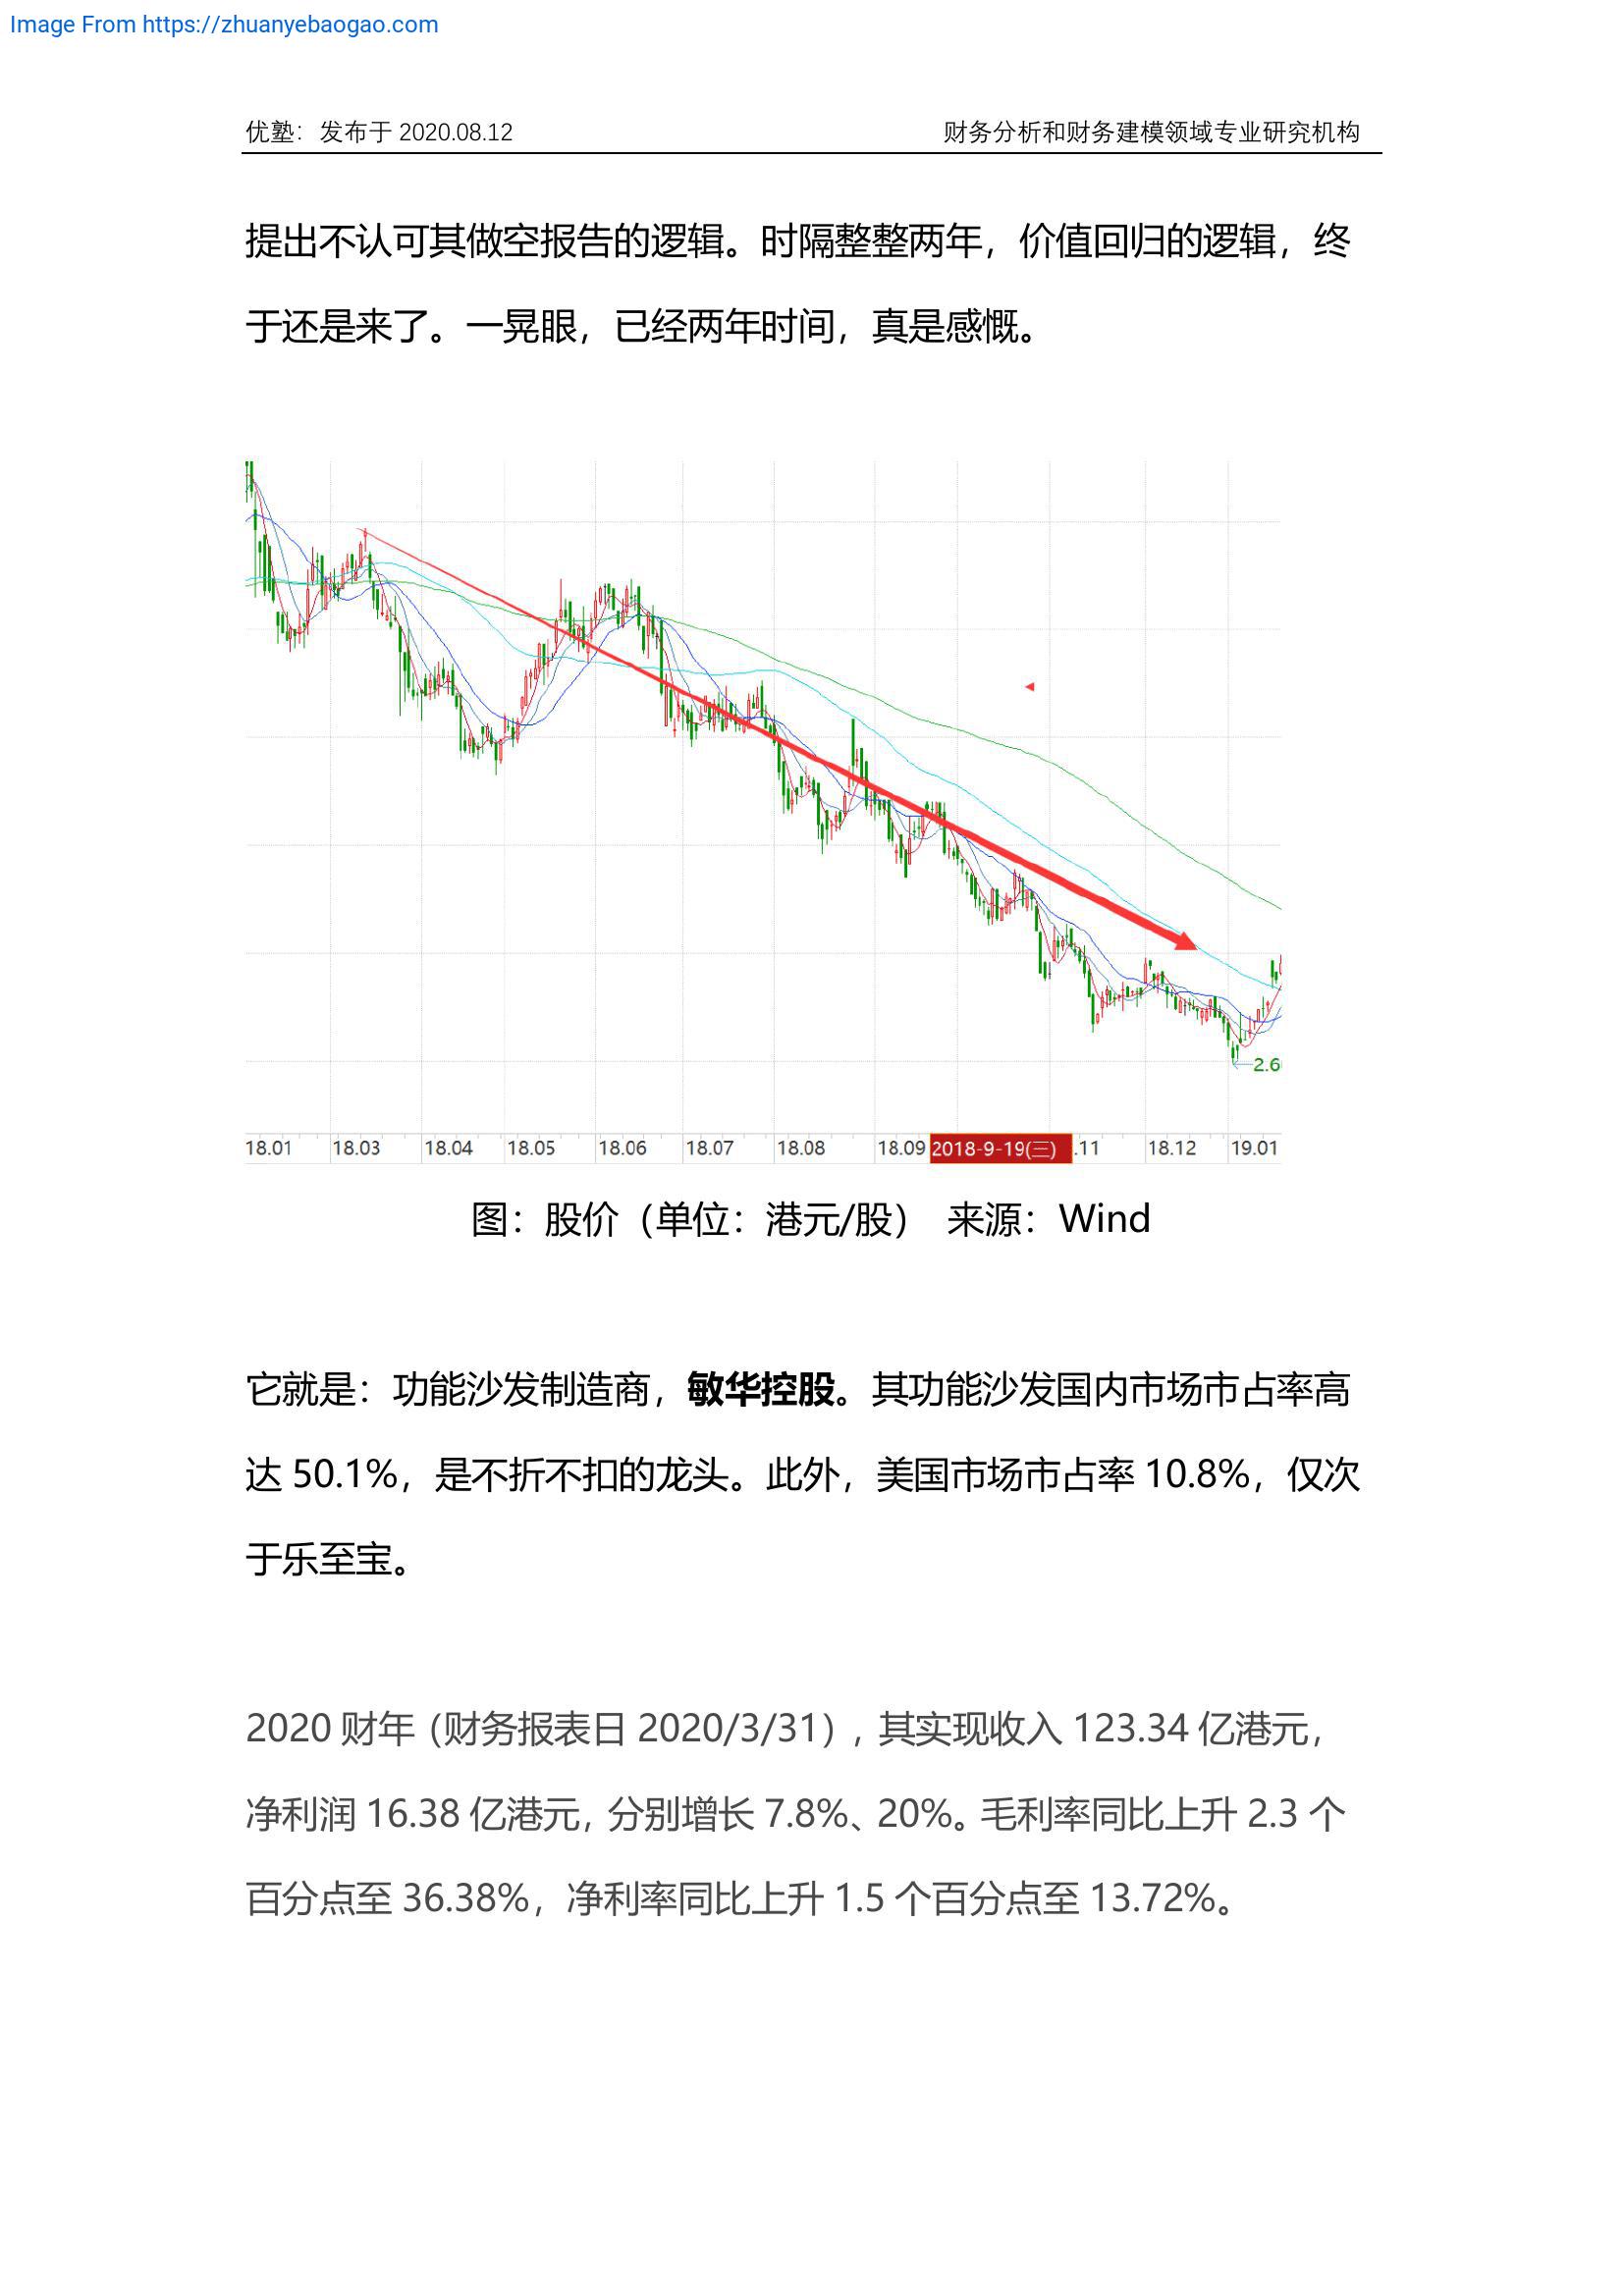 Image From https://zhuanyebaogao.com
优塾：发布于 2020.08.12 财务分析和财务建模领域专业研究机构
提出不认可其做空报告的逻辑。时隔整整两年，价值回归的逻辑，终
于还是来了。一晃眼，已经两年时间，真是感慨。
2.6
18.01 18.03 18.04 18.05 18.06 18.07 18.08 18.09 2018-9-19(三) .11 18.12 19.01
图：股价（单位：港元/股） 来源：Wind
它就是：功能沙发制造商，敏华控股。其功能沙发国内市场市占率高
达 50.1%，是不折不扣的龙头。此外，美国市场市占率 10.8%，仅次
于乐至宝。
2020 财年（财务报表日 2020/3/31），其实现收入 123.34 亿港元，
净利润 16.38 亿港元，分别增长 7.8%、20%。毛利率同比上升 2.3 个
百分点至 36.38%，净利率同比上升 1.5 个百分点至 13.72%。